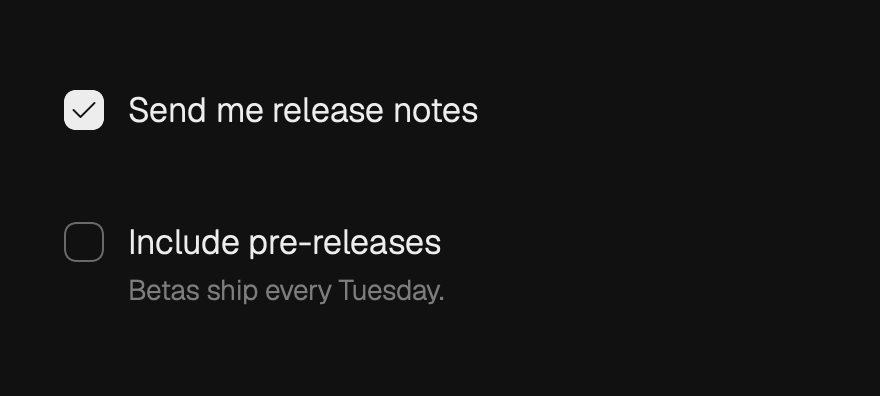 Send me release notes
Include pre-releases
Betas ship every Tuesday.